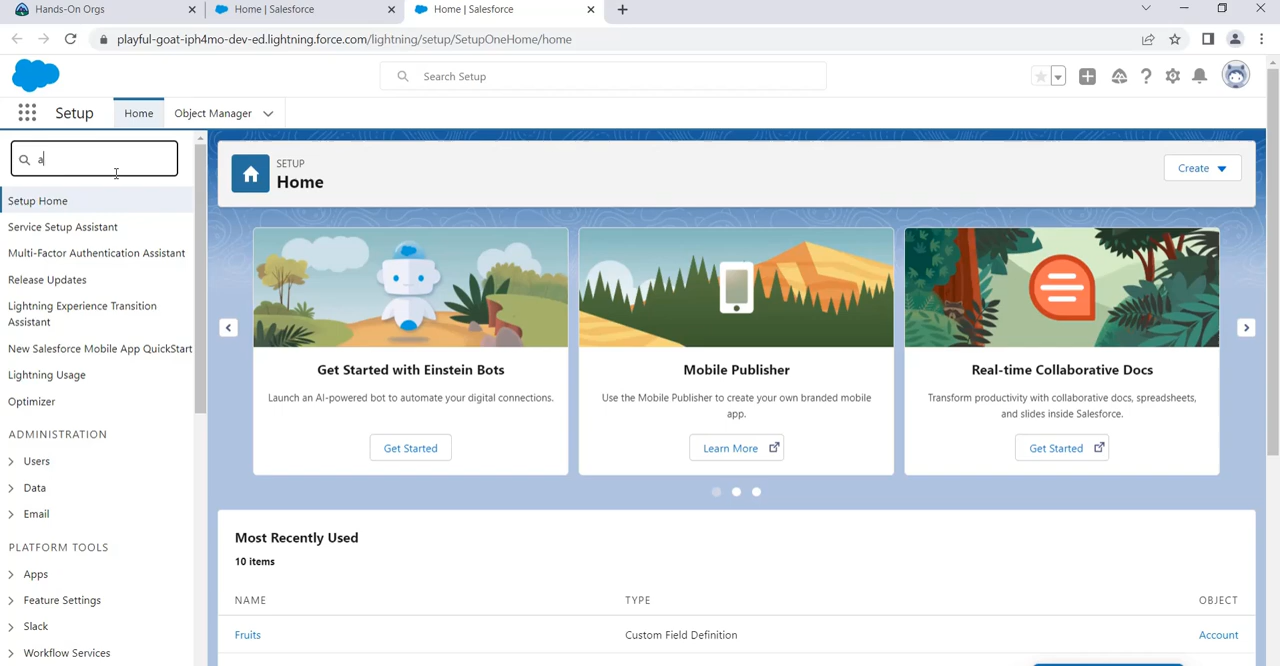 Hands-On Orgs
Home | Salesforce
Home | Salesforce
playful-goat-iph4mo-dev-ed.lightning.force.com/lightning/setup/SetupOneHome/home
Search Setup
Setup
Home
Object Manager
a
Setup Home
Service Setup Assistant
Multi-Factor Authentication Assistant
Release Updates
Lightning Experience Transition
Assistant
New Salesforce Mobile App QuickStart
Lightning Usage
Optimizer
ADMINISTRATION
Users
Data
Email
PLATFORM TOOLS
Apps
Feature Settings
Slack
Workflow Services
SETUP
Home
Create
Get Started with Einstein Bots
Launch an AI-powered bot to automate your digital connections.
Get Started
Mobile Publisher
Use the Mobile Publisher to create your own branded mobile
app.
Learn More
Real-time Collaborative Docs
Transform productivity with collaborative docs, spreadsheets,
and slides inside Salesforce.
Get Started
Most Recently Used
10 items
NAME
TYPE
OBJECT
Fruits
Custom Field Definition
Account